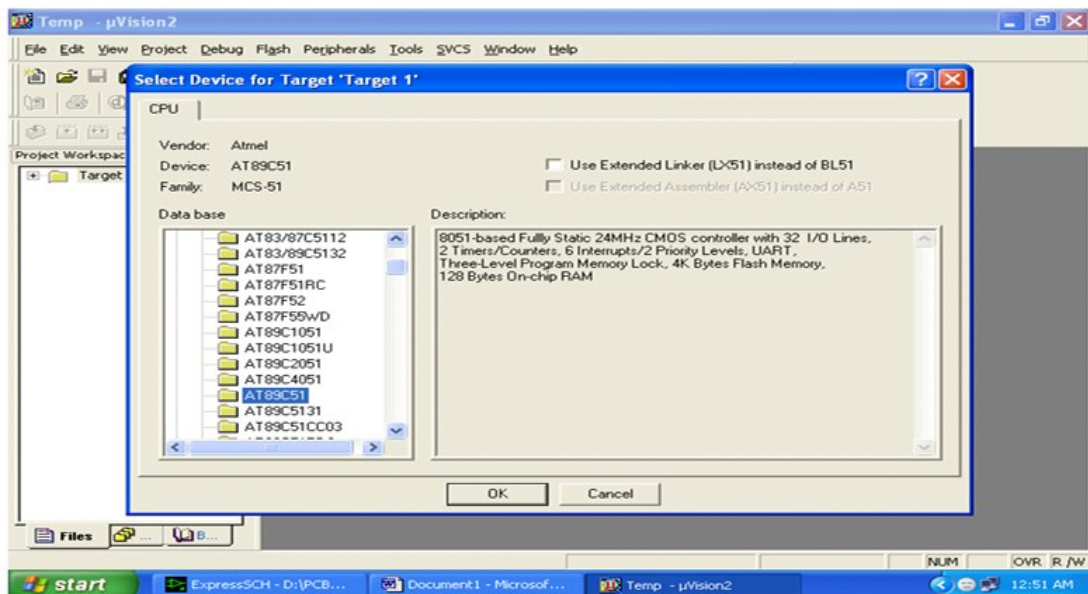 Temp - µVision2
File Edit View Project Debug Flash Peripherals Tools SVCS Window Help
Select Device for Target 'Target 1'
CPU
Vendor: Atmel
Device: AT89C51
Family: MCS-51
Use Extended Linker (LX51) instead of BL51
Use Extended Assembler (AX51) instead of A51
Project Workspac
Target
Data base
AT83/87C5112
AT83/89C5132
AT87F51
AT87F51RC
AT87F52
AT87F55WD
AT89C1051
AT89C1051U
AT89C2051
AT89C4051
AT89C51
AT89C5131
AT89C51CC03
Description:
8051-based Fully Static 24MHz CMOS controller with 32 I/O Lines,
2 Timers/Counters, 6 Interrupts/2 Priority Levels, UART,
Three-Level Program Memory Lock, 4K Bytes Flash Memory,
128 Bytes On-chip RAM
OK Cancel
Files ... B...
NUM OVR R/W
start ExpressSCH - D:\PCB... Document1 - Microsof... Temp - µVision2 12:51 AM